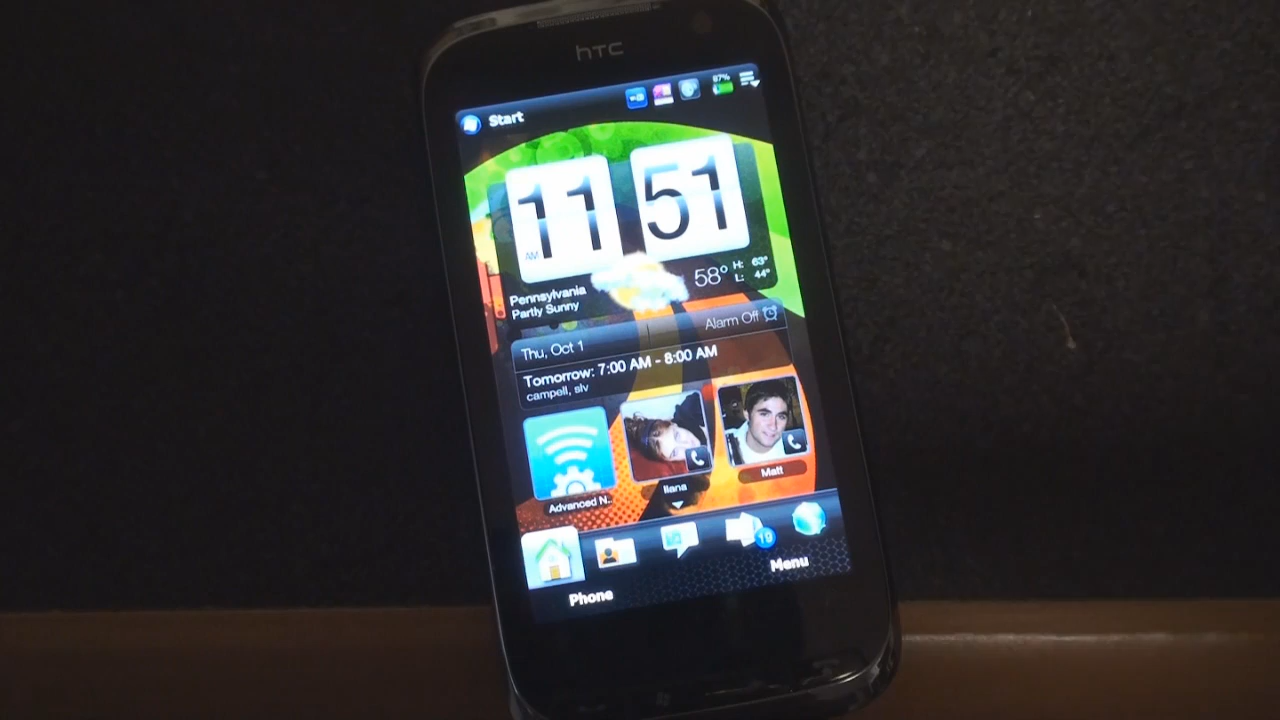 hTC
87%
Start
11 51
AM
58° H: 63°
L: 44°
Pennsylvania
Partly Sunny
Alarm Off
Thu, Oct 1
Tomorrow: 7:00 AM - 8:00 AM
campell, slv
Advanced N..
Ilana
Matt
19
Phone
Menu